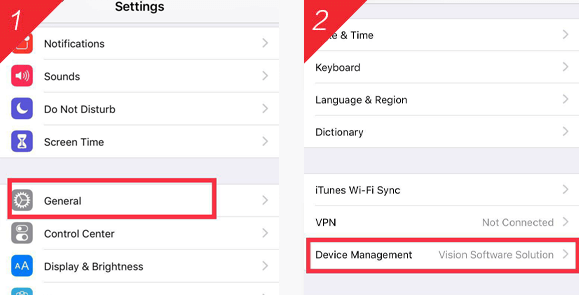 1
Settings
Notifications
Sounds
Do Not Disturb
Screen Time
General
Control Center
AA Display & Brightness
2
& Time
Keyboard
Language & Region
Dictionary
iTunes Wi-Fi Sync
VPN Not Connected
Device Management Vision Software Solution